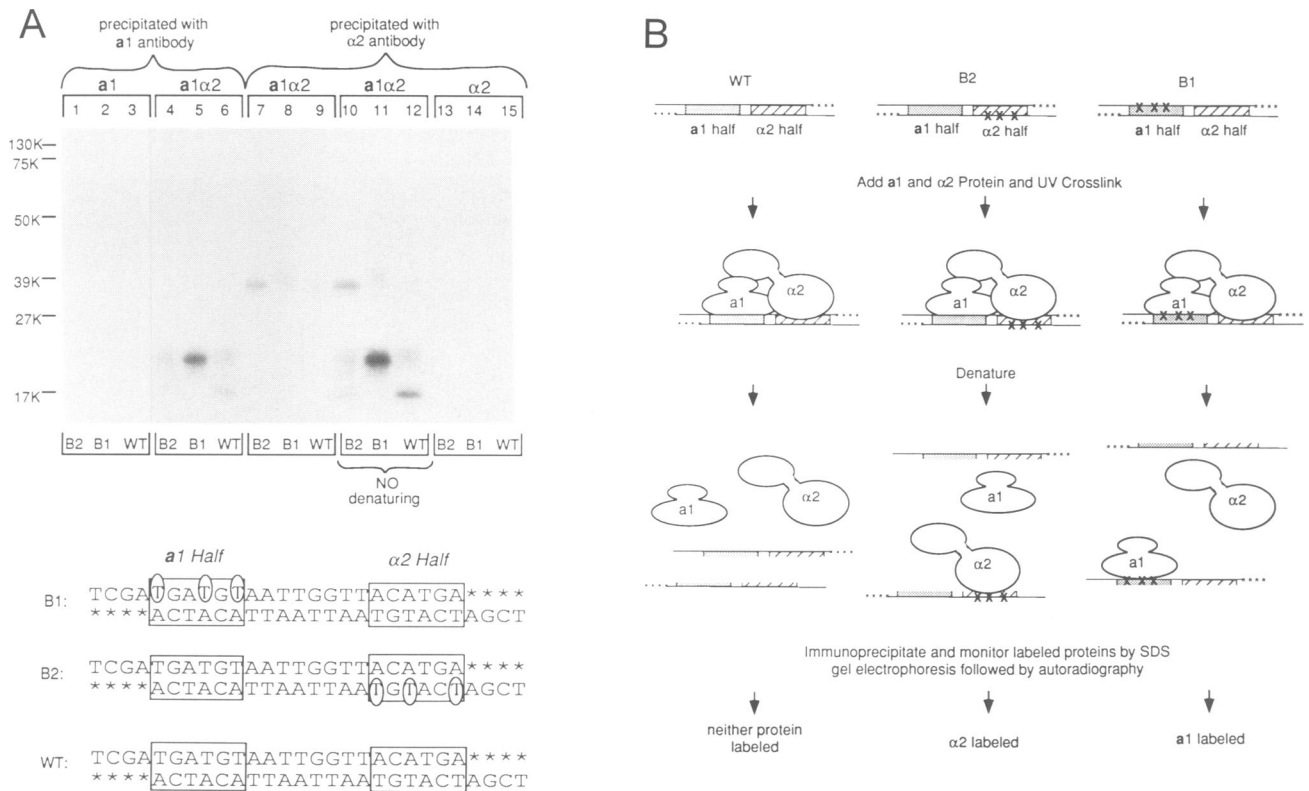 A
precipitated with
a1 antibody
precipitated with
α2 antibody
a1
a1α2
a1α2
a1α2
α2
1 2 3 4 5 6 7 8 9 10 11 12 13 14 15
130K
75K
50K
39K
27K
17K
B2 B1 WT B2 B1 WT B2 B1 WT B2 B1 WT B2 B1 WT
NO
denaturing
a1 Half
α2 Half
B1:
TCGATGATGTAATTGGTTACATGA****
****ACTACATTAATTAATGTACTAGCT
B2:
TCGATGATGTAATTGGTTACATGA****
****ACTACATTAATTAATGTACTAGCT
WT:
TCGATGATGTAATTGGTTACATGA****
****ACTACATTAATTAATGTACTAGCT
B
WT
B2
B1
x x x
x x x
a1 half
α2 half
a1 half
α2 half
a1 half
α2 half
Add a1 and α2 Protein and UV Crosslink
a1
α2
a1
α2
x x x
a1
α2
x x x
Denature
a1
α2
a1
α2
x x x
α2
a1
x x x
Immunoprecipitate and monitor labeled proteins by SDS
gel electrophoresis followed by autoradiography
neither protein
labeled
α2 labeled
a1 labeled